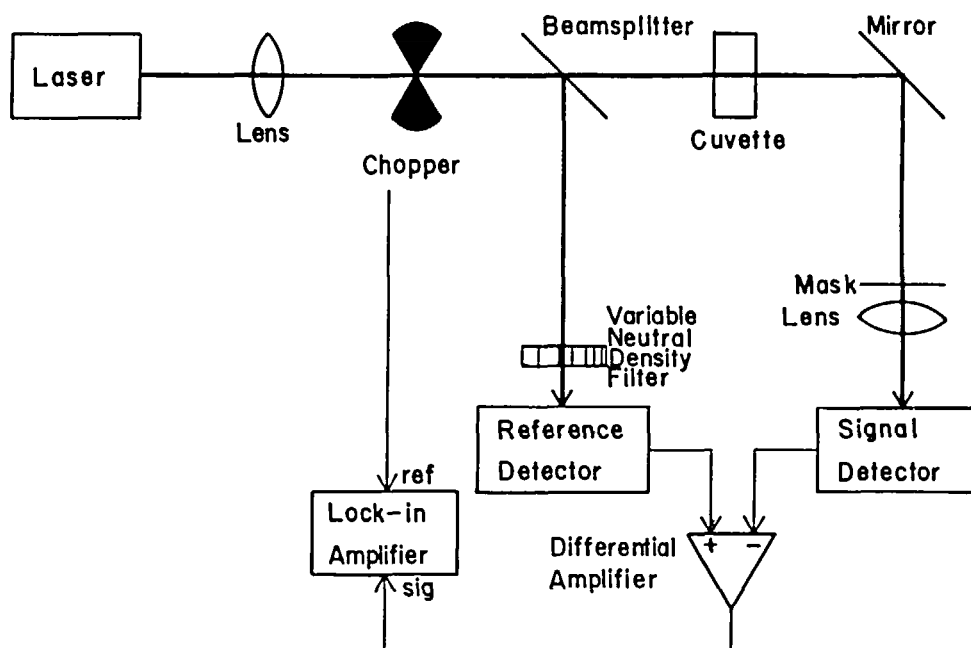 Beamsplitter
Mirror
Laser
Lens
Cuvette
Chopper
Mask
Lens
Variable
Neutral
Density
Filter
Reference
Detector
Signal
Detector
ref
Lock-in
Amplifier
sig
+ -
Differential
Amplifier